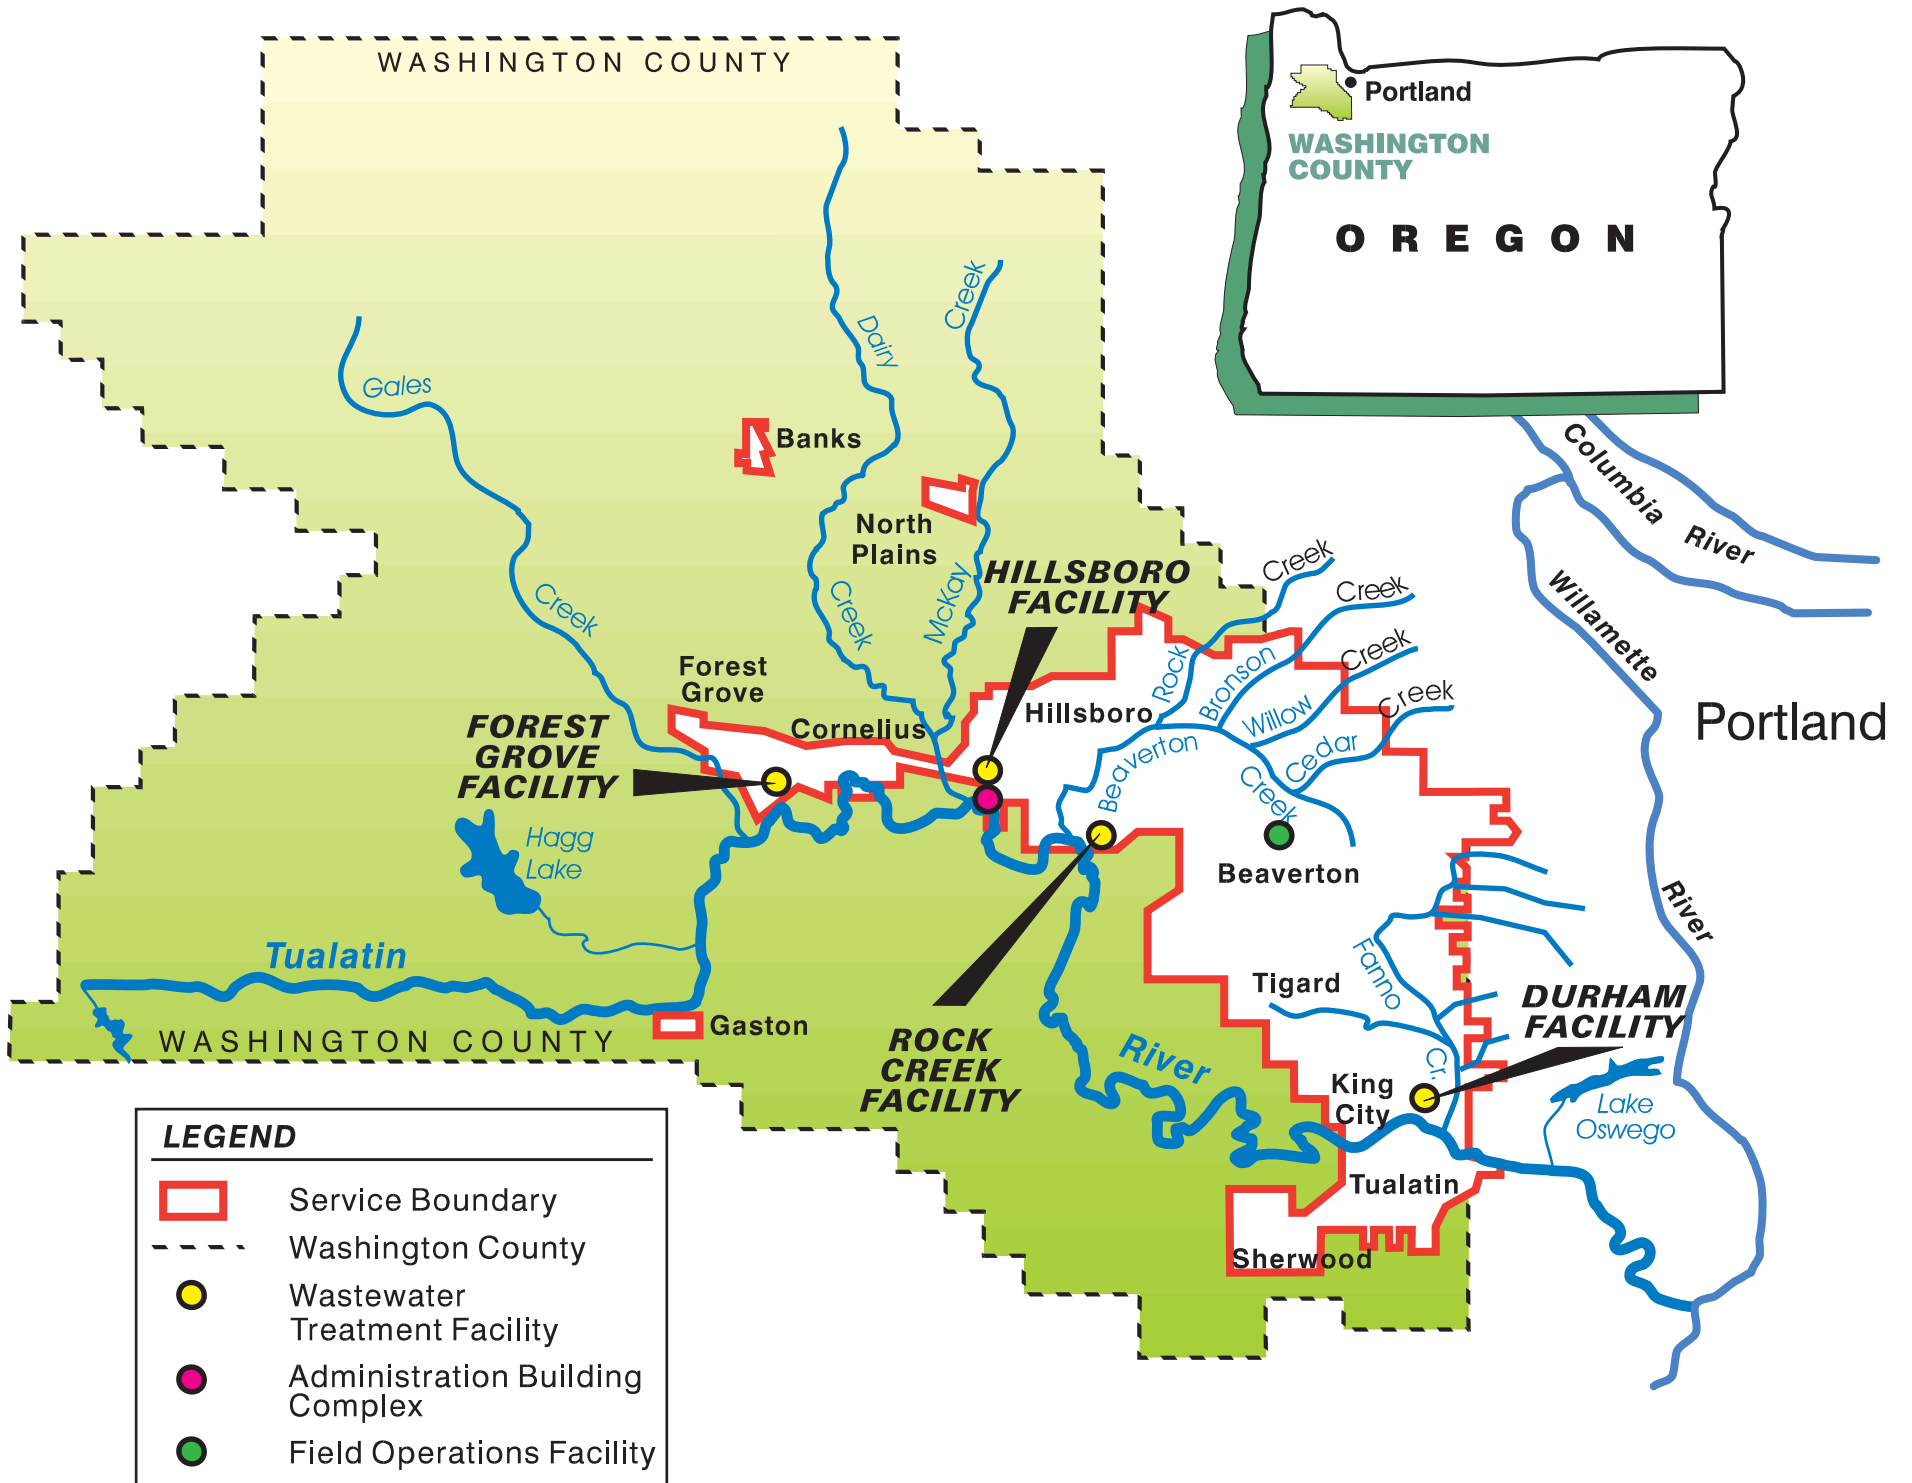 WASHINGTON COUNTY
Portland
WASHINGTON
COUNTY
OREGON
Creek
Dairy
Gales
Banks
Columbia
River
North
Plains
HILLSBORO
FACILITY
Creek
Creek
Creek
Creek
McKay
Willamette
Creek
Creek
Forest
Grove
Rock
Bronson
Willow
Creek
Hillsboro
Cornelius
Portland
FOREST
GROVE
FACILITY
Beaverton
Cedar
Creek
Hagg
Lake
Beaverton
River
Tualatin
Fanno
Tigard
DURHAM
FACILITY
Gaston
WASHINGTON COUNTY
ROCK
CREEK
FACILITY
River
Cr.
King
City
Lake
Oswego
Tualatin
Sherwood
LEGEND
Service Boundary
Washington County
Wastewater
Treatment Facility
Administration Building
Complex
Field Operations Facility